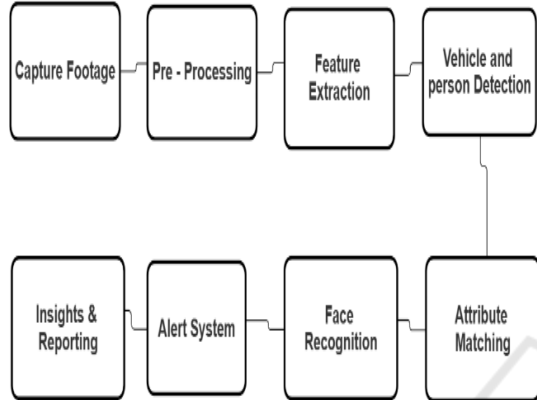 Capture Footage
Pre - Processing
Feature
Extraction
Vehicle and
person Detection
Insights &
Reporting
Alert System
Face
Recognition
Attribute
Matching